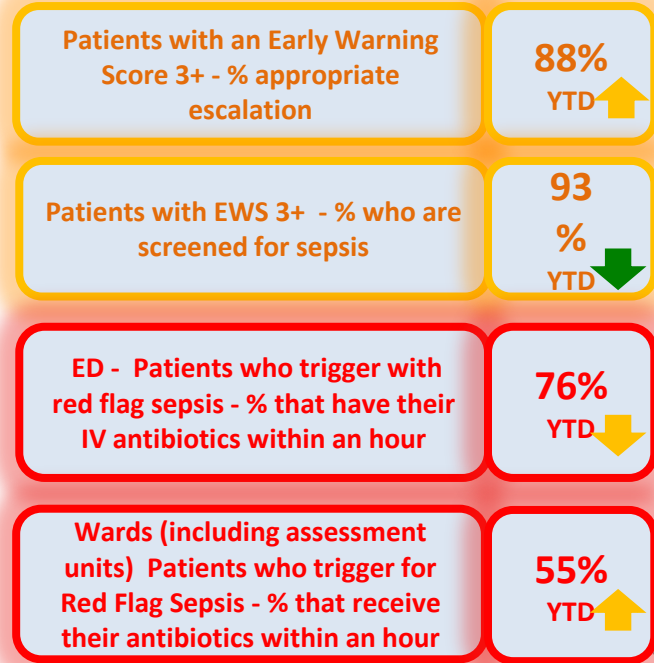 Patients with an Early Warning
Score 3+ - % appropriate
escalation
88%
YTD
Patients with EWS 3+  - % who are
screened for sepsis
93
%
YTD
ED -  Patients who trigger with
red flag sepsis - % that have their
IV antibiotics within an hour
76%
YTD
Wards (including assessment
units)  Patients who trigger for
Red Flag Sepsis - % that receive
their antibiotics within an hour
55%
YTD